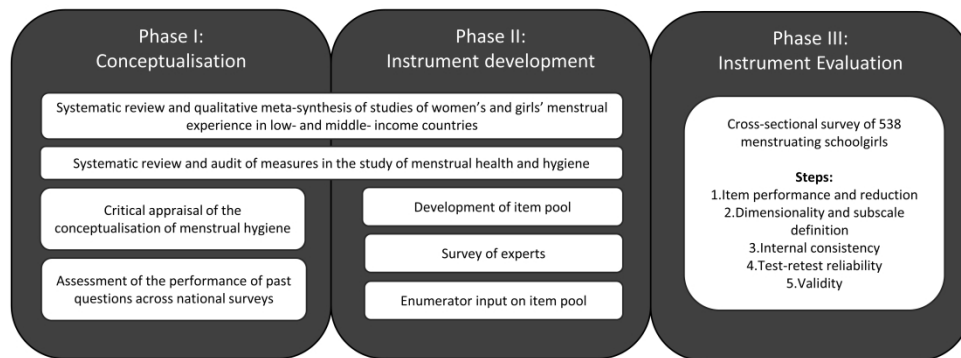 Phase I:
Conceptualisation
Phase II:
Instrument development
Systematic review and qualitative meta-synthesis of studies of women's and girls' menstrual
experience in low- and middle- income countries
Systematic review and audit of measures in the study of menstrual health and hygiene
Critical appraisal of the
conceptualisation of menstrual hygiene
Assessment of the performance of past
questions across national surveys
Development of item pool
Survey of experts
Enumerator input on item pool
Phase III:
Instrument Evaluation
Cross-sectional survey of 538
menstruating schoolgirls
Steps:
1.Item performance and reduction
2.Dimensionality and subscale
definition
3.Internal consistency
4.Test-retest reliability
5.Validity